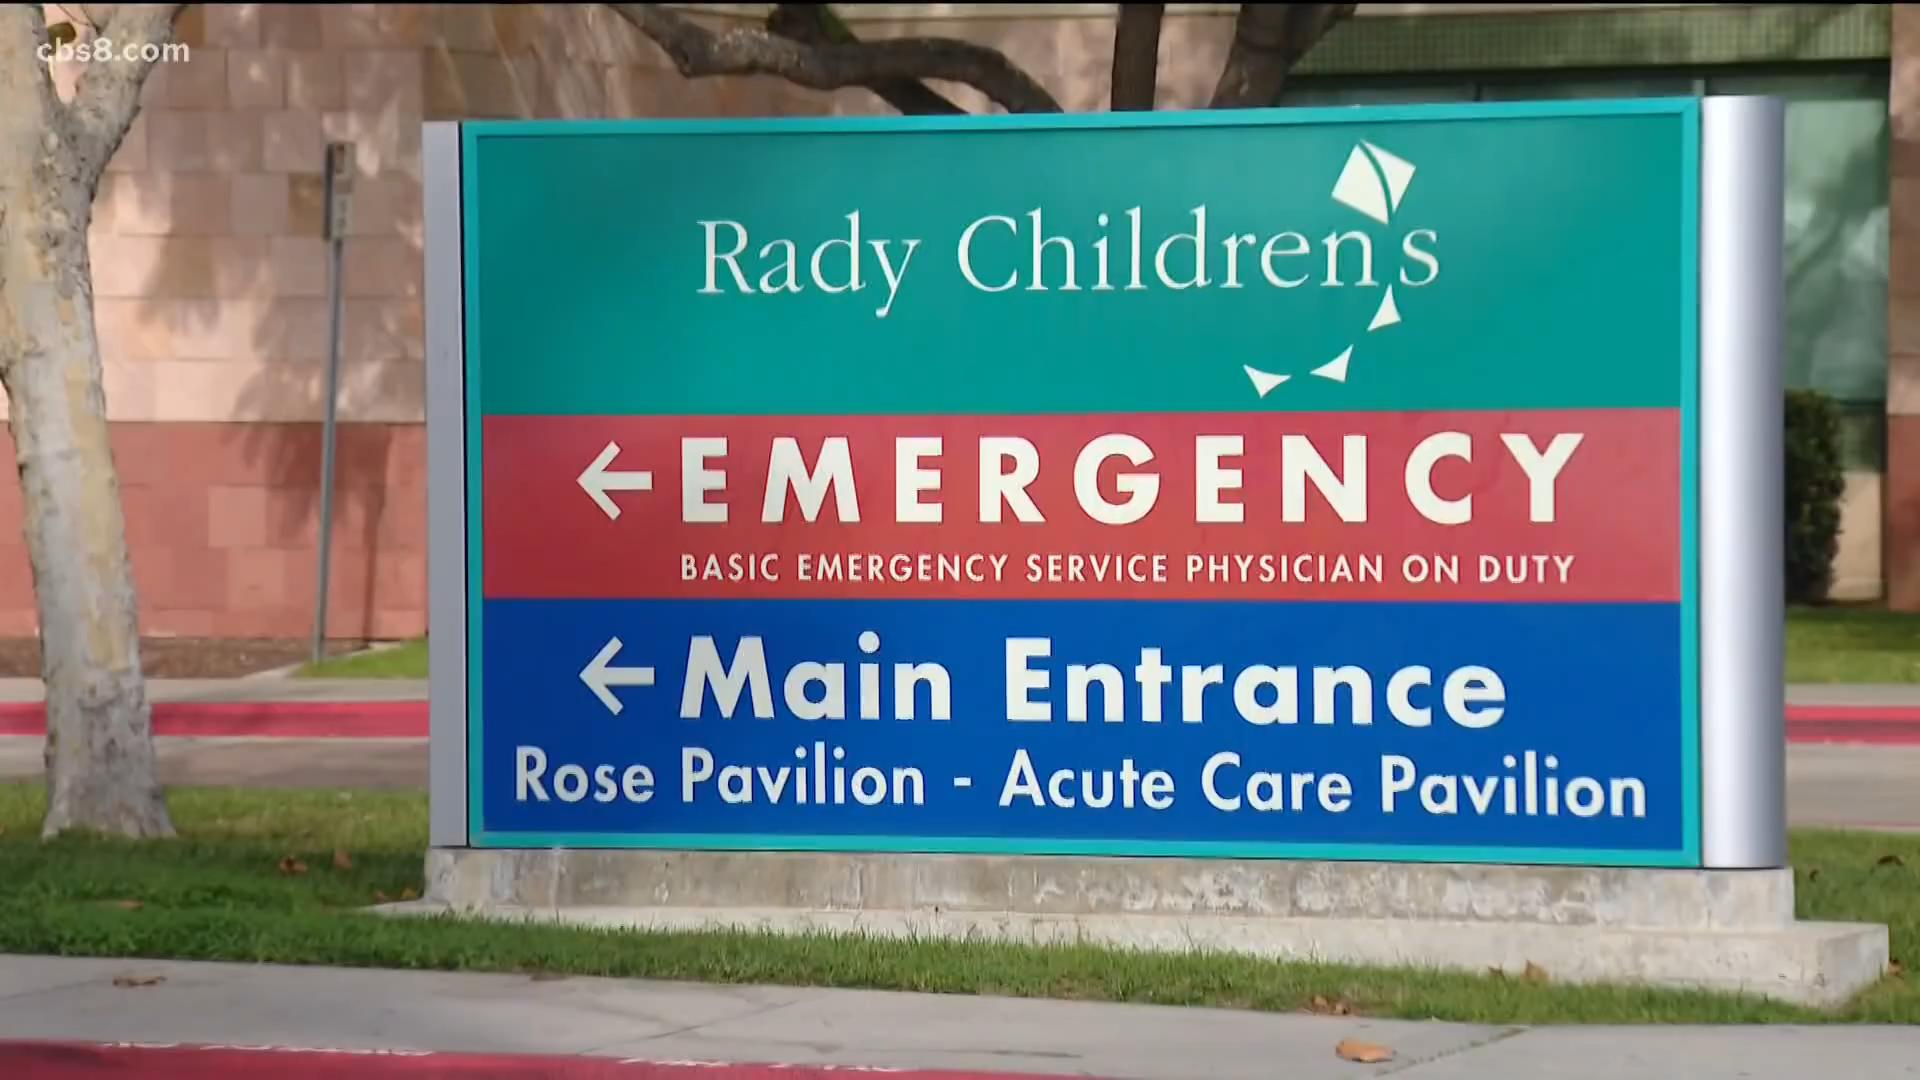 cbs8.com
Rady Children's
← EMERGENCY
BASIC EMERGENCY SERVICE PHYSICIAN ON DUTY
← Main Entrance
Rose Pavilion - Acute Care Pavilion